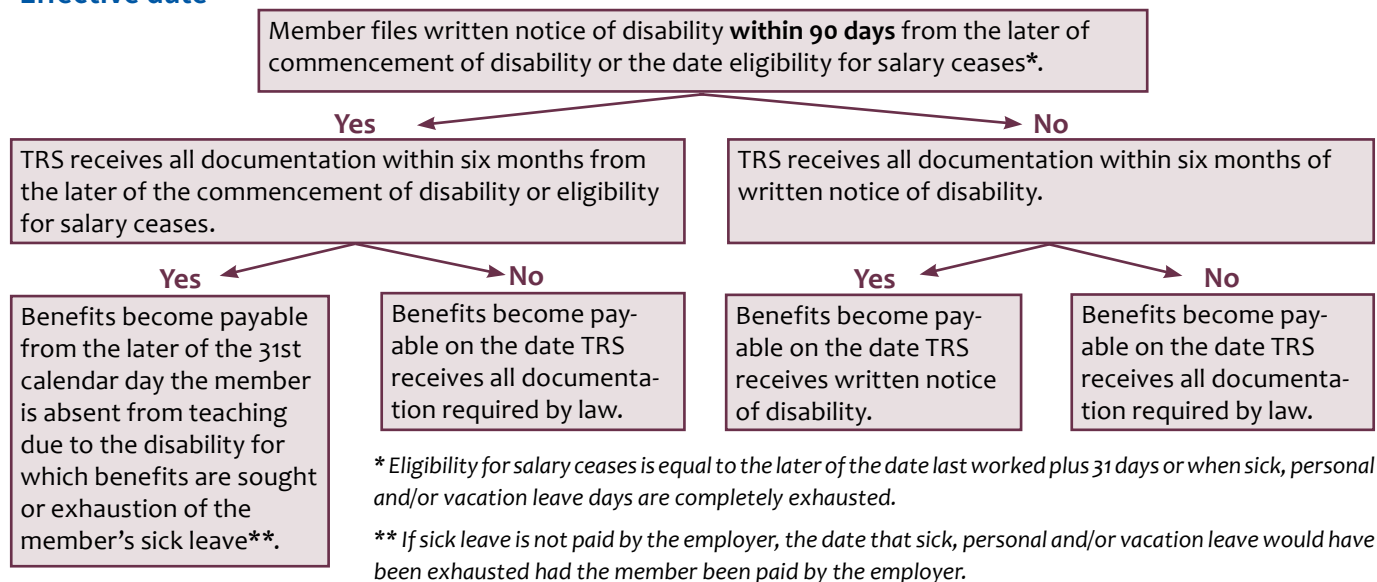 Effective date
Member files written notice of disability within 90 days from the later of
commencement of disability or the date eligibility for salary ceases*.
Yes
No
TRS receives all documentation within six months from
the later of the commencement of disability or eligibility
for salary ceases.
TRS receives all documentation within six months of
written notice of disability.
Yes
No
Yes
No
Benefits become payable
from the later of the 31st
calendar day the member
is absent from teaching
due to the disability for
which benefits are sought
or exhaustion of the
member's sick leave**.
Benefits become pay-
able on the date TRS
receives all documenta-
tion required by law.
Benefits become pay-
able on the date TRS
receives written notice
of disability.
Benefits become pay-
able on the date TRS
receives all documenta-
tion required by law.
* Eligibility for salary ceases is equal to the later of the date last worked plus 31 days or when sick, personal
and/or vacation leave days are completely exhausted.
** If sick leave is not paid by the employer, the date that sick, personal and/or vacation leave would have
been exhausted had the member been paid by the employer.